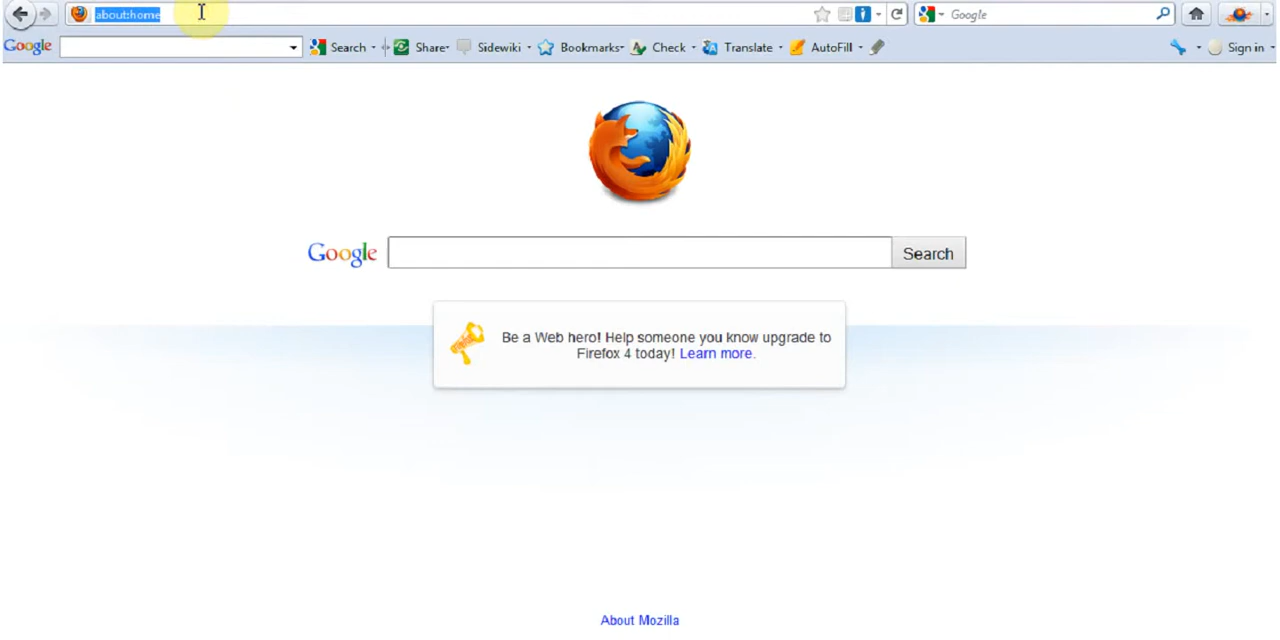 about:home
Google
Google Search Share Sidewiki Bookmarks Check Translate AutoFill Sign in
Google Search
Be a Web hero! Help someone you know upgrade to
Firefox 4 today! Learn more.
About Mozilla